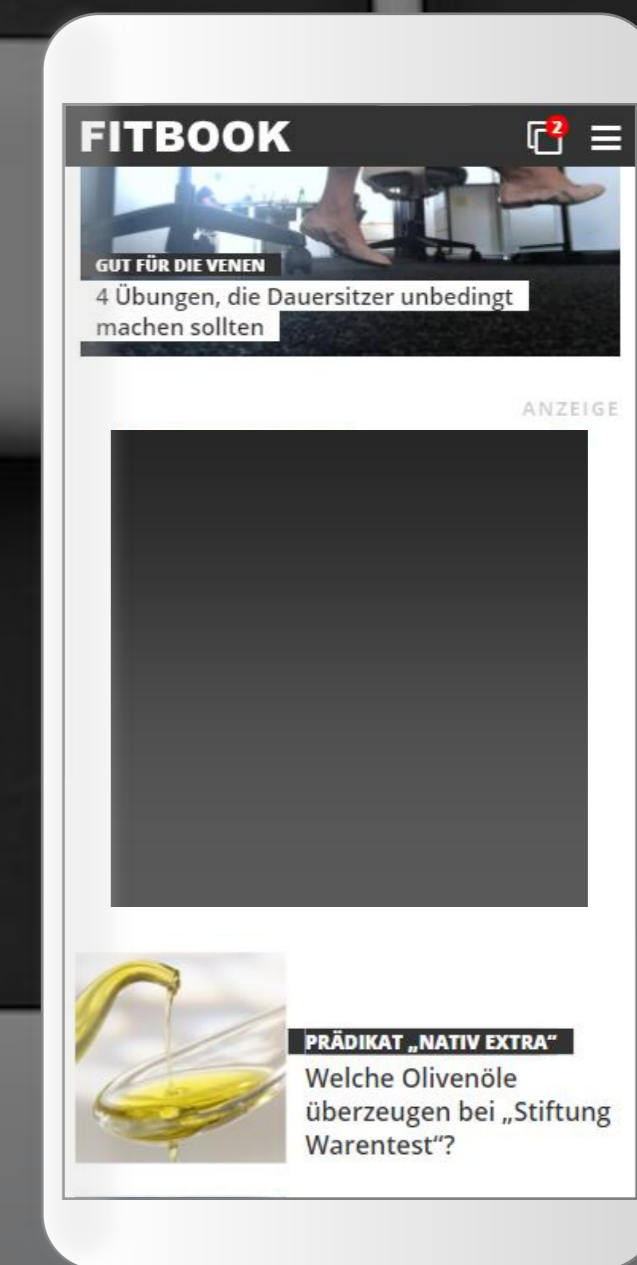 FITBOOK
2
GUT FÜR DIE VENEN
4 Übungen, die Dauersitzer unbedingt
machen sollten
ANZEIGE
PRÄDIKAT „NATIV EXTRA“
Welche Olivenöle
überzeugen bei „Stiftung
Warentest“?